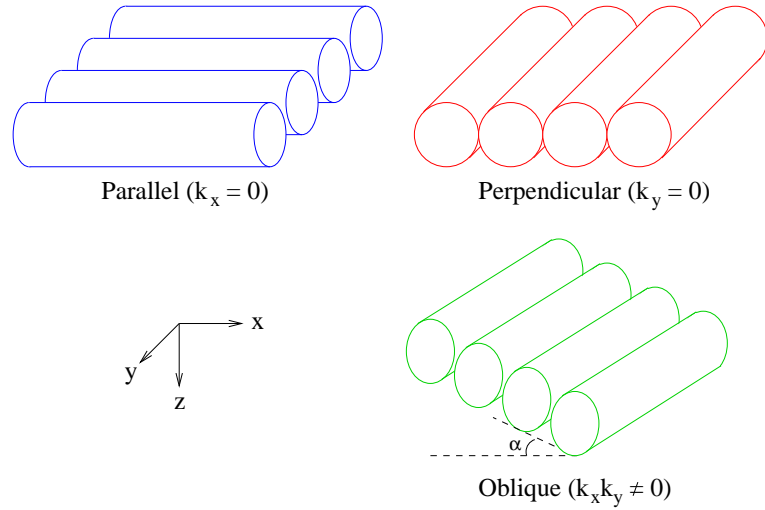 Parallel (k_x = 0)
Perpendicular (k_y = 0)
x
y
z
α
Oblique (k_x k_y ≠ 0)